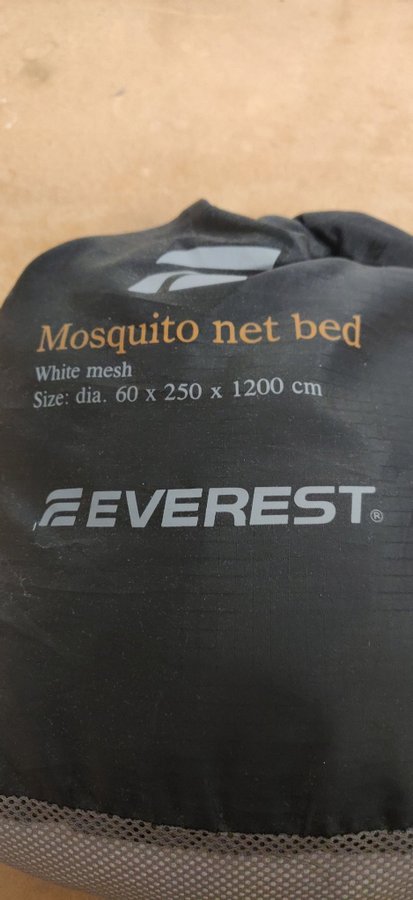 Mosquito net bed
White mesh
Size: dia. 60 x 250 x 1200 cm
EVEREST®